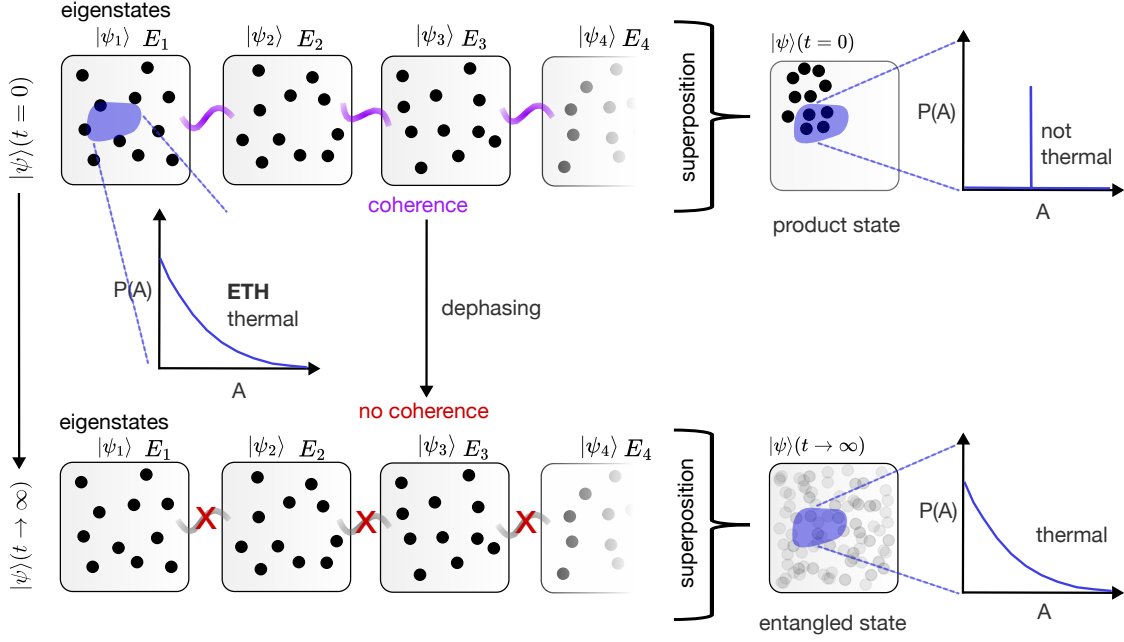 eigenstates
|ψ₁⟩ E₁
|ψ₂⟩ E₂
|ψ₃⟩ E₃
|ψ₄⟩ E₄
|ψ⟩(t = 0)
coherence
superposition
|ψ⟩(t = 0)
product state
P(A)
not
thermal
A
P(A)
ETH
thermal
A
dephasing
no coherence
eigenstates
|ψ₁⟩ E₁
|ψ₂⟩ E₂
|ψ₃⟩ E₃
|ψ₄⟩ E₄
|ψ⟩(t → ∞)
X
X
X
superposition
|ψ⟩(t → ∞)
entangled state
P(A)
thermal
A